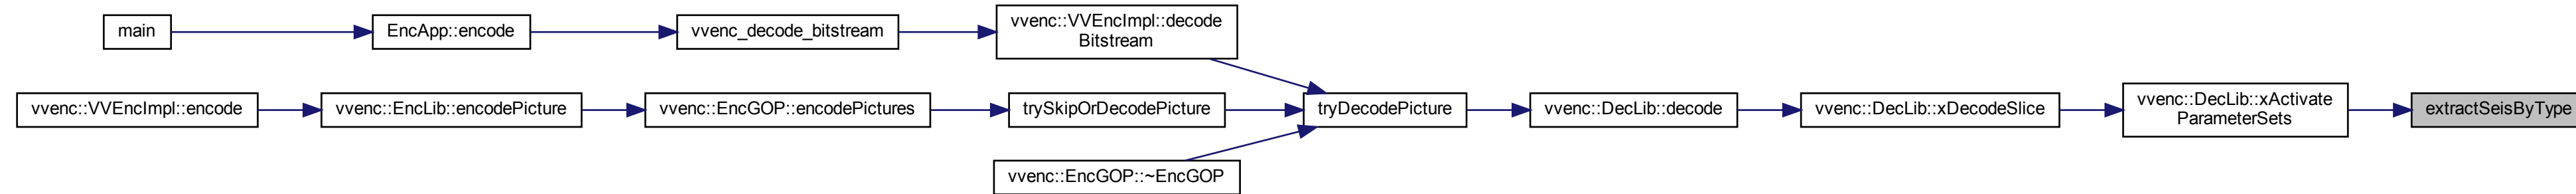 main
EncApp::encode
vvenc_decode_bitstream
vvenc::VVEncImpl::decode
Bitstream
vvenc::VVEncImpl::encode
vvenc::EncLib::encodePicture
vvenc::EncGOP::encodePictures
trySkipOrDecodePicture
tryDecodePicture
vvenc::DecLib::decode
vvenc::DecLib::xDecodeSlice
vvenc::DecLib::xActivate
ParameterSets
extractSeisByType
vvenc::EncGOP::~EncGOP